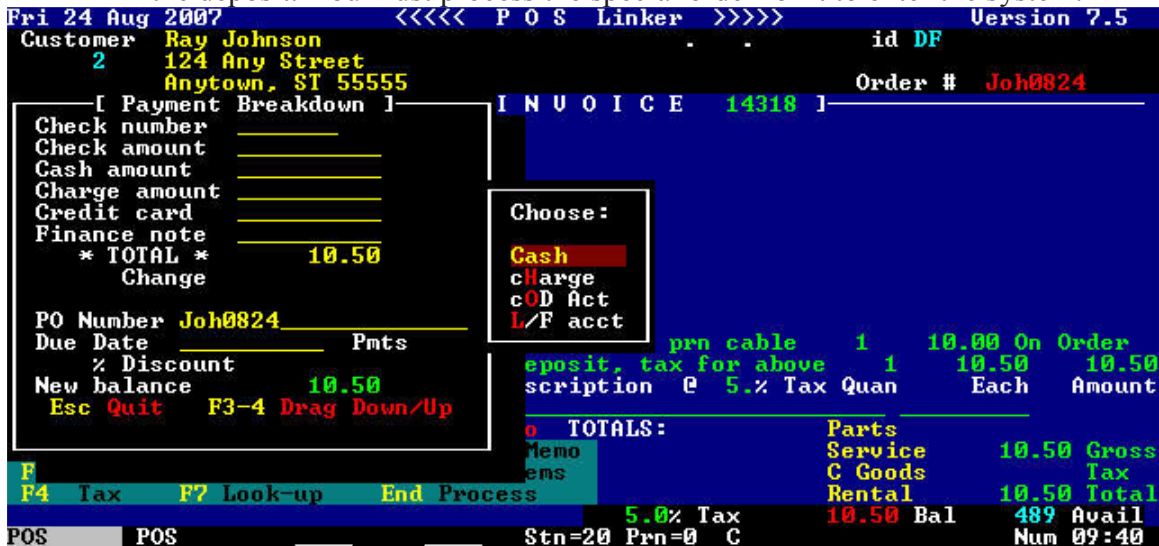 Fri 24 Aug 2007 <<<<< P O S Linker >>>>> Version 7.5
Customer Ray Johnson . . id DF
2 124 Any Street
Anytown, ST 55555 Order # Joh0824
[ Payment Breakdown ] I N V O I C E 14318 ]
Check number
Check amount
Cash amount
Charge amount
Credit card
Finance note
* TOTAL * 10.50
Change
PO Number Joh0824
Due Date Pmts
% Discount
New balance 10.50
Esc Quit F3-4 Drag Down/Up
Choose:
Cash
cHarge
cOD Act
L/F acct
prn cable 1 10.00 On Order
eposit, tax for above 1 10.50 10.50
scription @ 5.% Tax Quan Each Amount
o TOTALS: Parts
Memo Service 10.50 Gross
F ems C Goods Tax
F4 Tax F7 Look-up End Process Rental 10.50 Total
5.0% Tax 10.50 Bal 489 Avail
POS POS Stn=20 Prn=0 C Num 09:40